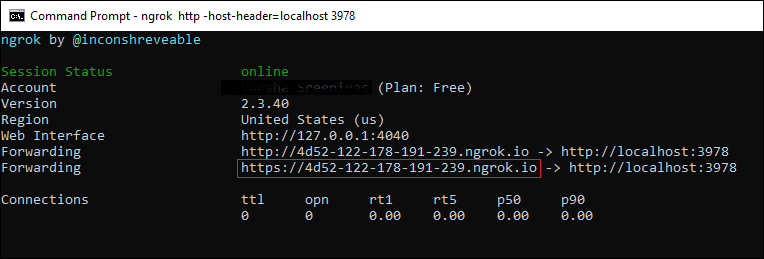 Command Prompt - ngrok http -host-header=localhost 3978
ngrok by @inconshreveable
Session Status online
Account (Plan: Free)
Version 2.3.40
Region United States (us)
Web Interface http://127.0.0.1:4040
Forwarding http://4d52-122-178-191-239.ngrok.io -> http://localhost:3978
Forwarding https://4d52-122-178-191-239.ngrok.io -> http://localhost:3978
Connections ttl opn rt1 rt5 p50 p90
0 0 0.00 0.00 0.00 0.00